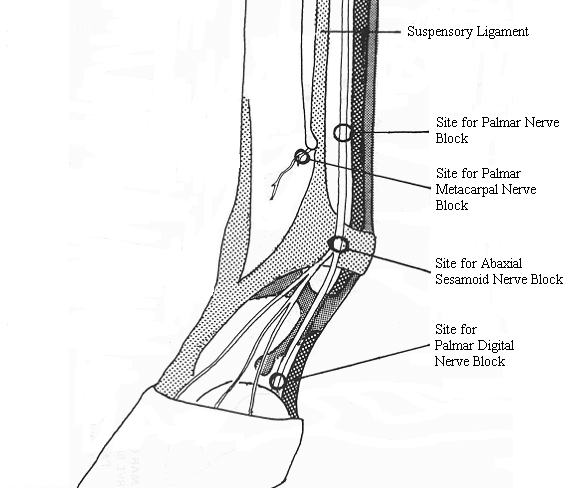 Suspensory Ligament
Site for Palmar Nerve
Block
Site for Palmar
Metacarpal Nerve
Block
Site for Abaxial
Sesamoid Nerve Block
Site for
Palmar Digital
Nerve Block